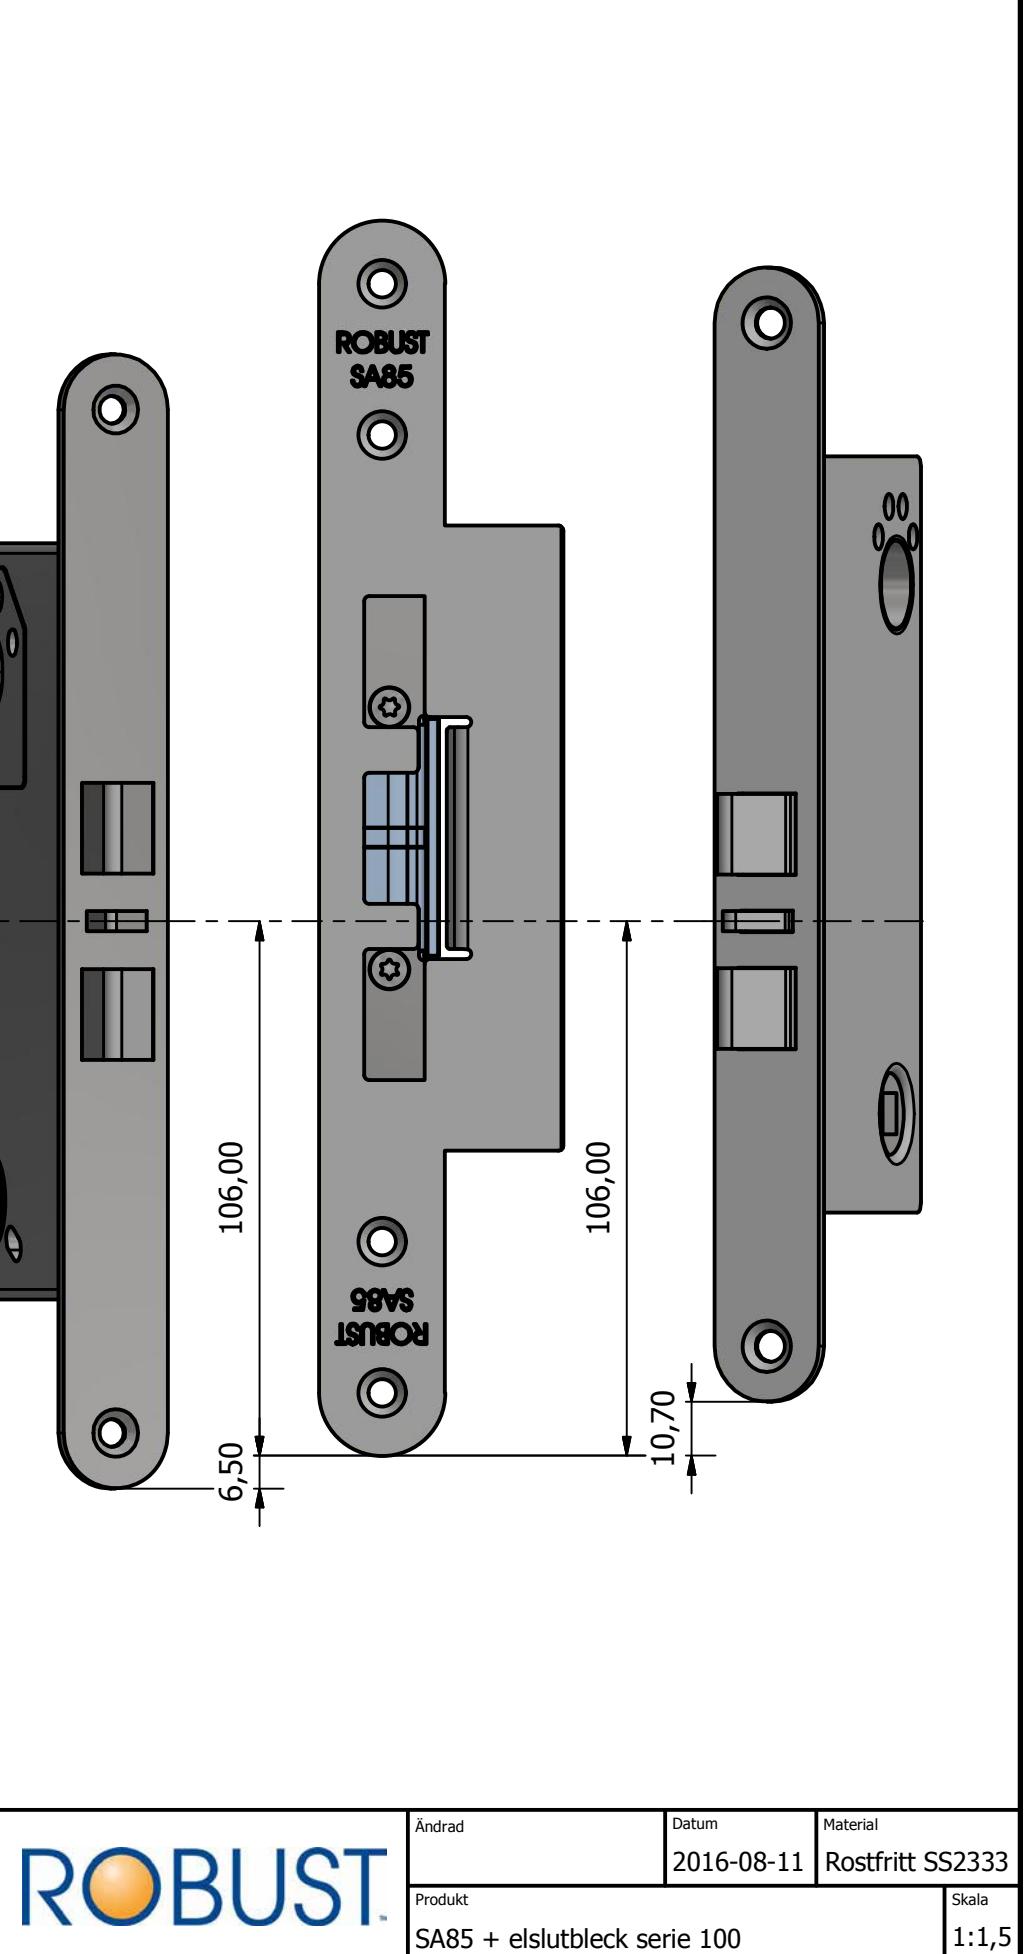 ROBUST
SA85
106,00
106,00
SA85
ROBUST
10,70
6,50
ROBUST™
Ändrad
Datum
Material
2016-08-11
Rostfritt SS2333
Produkt
Skala
SA85 + elslutbleck serie 100
1:1,5